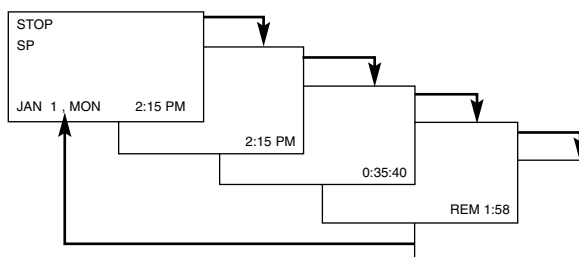 STOP
SP
JAN 1 , MON 2:15 PM
2:15 PM
0:35:40
REM 1:58